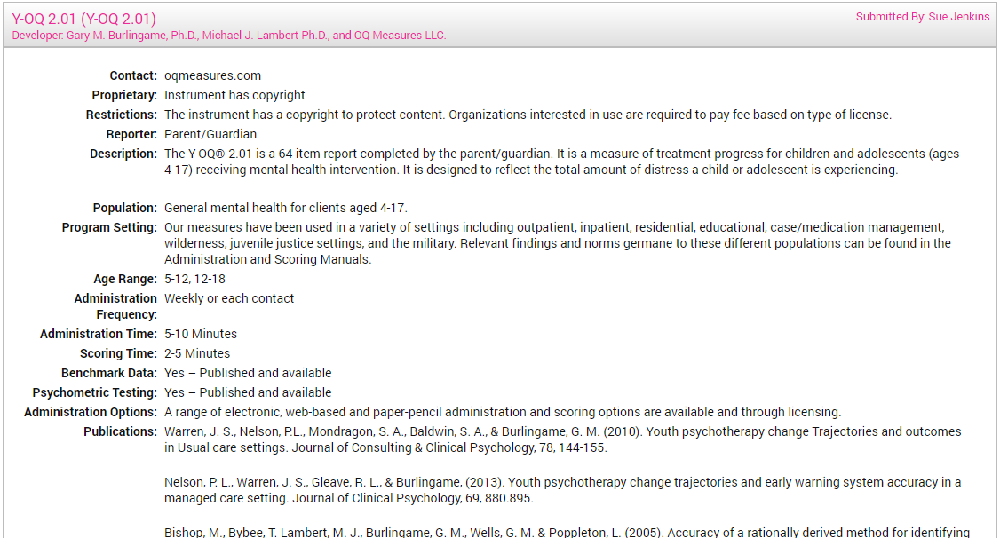 Y-OQ 2.01 (Y-OQ 2.01)
Submitted By: Sue Jenkins
Developer: Gary M. Burlingame, Ph.D., Michael J. Lambert Ph.D., and OQ Measures LLC.
Contact: oqmeasures.com
Proprietary: Instrument has copyright
Restrictions: The instrument has a copyright to protect content. Organizations interested in use are required to pay fee based on type of license.
Reporter: Parent/Guardian
Description: The Y-OQ®-2.01 is a 64 item report completed by the parent/guardian. It is a measure of treatment progress for children and adolescents (ages
4-17) receiving mental health intervention. It is designed to reflect the total amount of distress a child or adolescent is experiencing.
Population: General mental health for clients aged 4-17.
Program Setting: Our measures have been used in a variety of settings including outpatient, inpatient, residential, educational, case/medication management,
wilderness, juvenile justice settings, and the military. Relevant findings and norms germane to these different populations can be found in the
Administration and Scoring Manuals.
Age Range: 5-12, 12-18
Administration Weekly or each contact
Frequency:
Administration Time: 5-10 Minutes
Scoring Time: 2-5 Minutes
Benchmark Data: Yes – Published and available
Psychometric Testing: Yes – Published and available
Administration Options: A range of electronic, web-based and paper-pencil administration and scoring options are available and through licensing.
Publications: Warren, J. S., Nelson, P.L., Mondragon, S. A., Baldwin, S. A., & Burlingame, G. M. (2010). Youth psychotherapy change Trajectories and outcomes
in Usual care settings. Journal of Consulting & Clinical Psychology, 78, 144-155.
Nelson, P. L., Warren, J. S., Gleave, R. L., & Burlingame, (2013). Youth psychotherapy change trajectories and early warning system accuracy in a
managed care setting. Journal of Clinical Psychology, 69, 880.895.
Bishop, M., Bybee, T. Lambert, M. J., Burlingame, G. M., Wells, G. M. & Poppleton, L. (2005). Accuracy of a rationally derived method for identifying